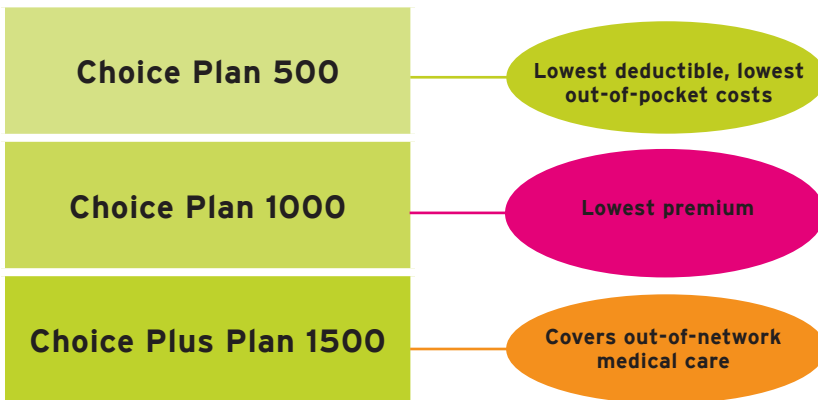 Choice Plan 500
Lowest deductible, lowest
out-of-pocket costs
Choice Plan 1000
Lowest premium
Choice Plus Plan 1500
Covers out-of-network
medical care